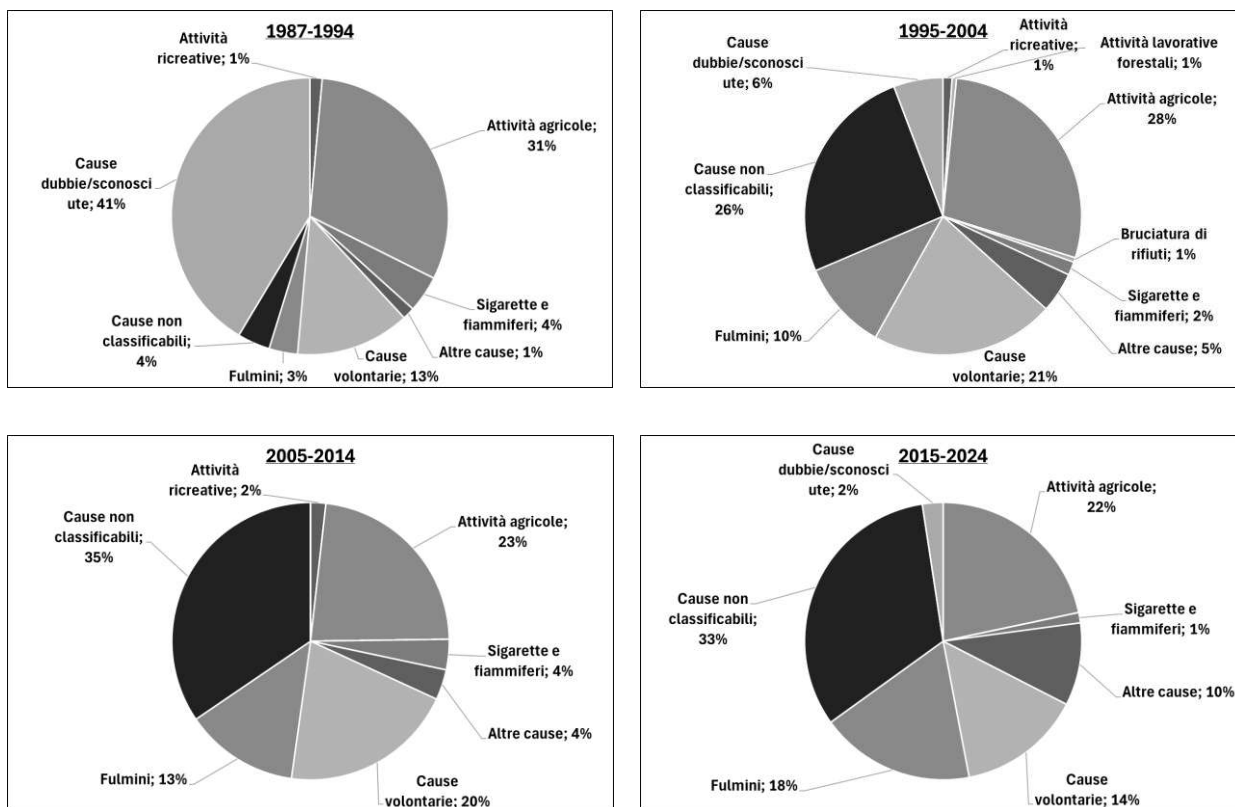 1987-1994
Attività
ricreative; 1%
Attività agricole;
31%
Sigarette e
fiammiferi; 4%
Altre cause; 1%
Cause
volontarie; 13%
Fulmini; 3%
Cause non
classificabili;
4%
Cause
dubbie/sconosci
ute; 41%
1995-2004
Attività
ricreative;
1%
Attività lavorative
forestali; 1%
Attività agricole;
28%
Bruciatura di
rifiuti; 1%
Sigarette e
fiammiferi; 2%
Altre cause; 5%
Cause
volontarie; 21%
Fulmini; 10%
Cause non
classificabili;
26%
Cause
dubbie/sconosci
ute; 6%
2005-2014
Attività
ricreative; 2%
Attività agricole;
23%
Sigarette e
fiammiferi; 4%
Altre cause; 4%
Cause
volontarie; 20%
Fulmini; 13%
Cause non
classificabili;
35%
2015-2024
Attività agricole;
22%
Sigarette e
fiammiferi; 1%
Altre cause; 10%
Cause
volontarie; 14%
Fulmini; 18%
Cause non
classificabili;
33%
Cause
dubbie/sconosci
ute; 2%